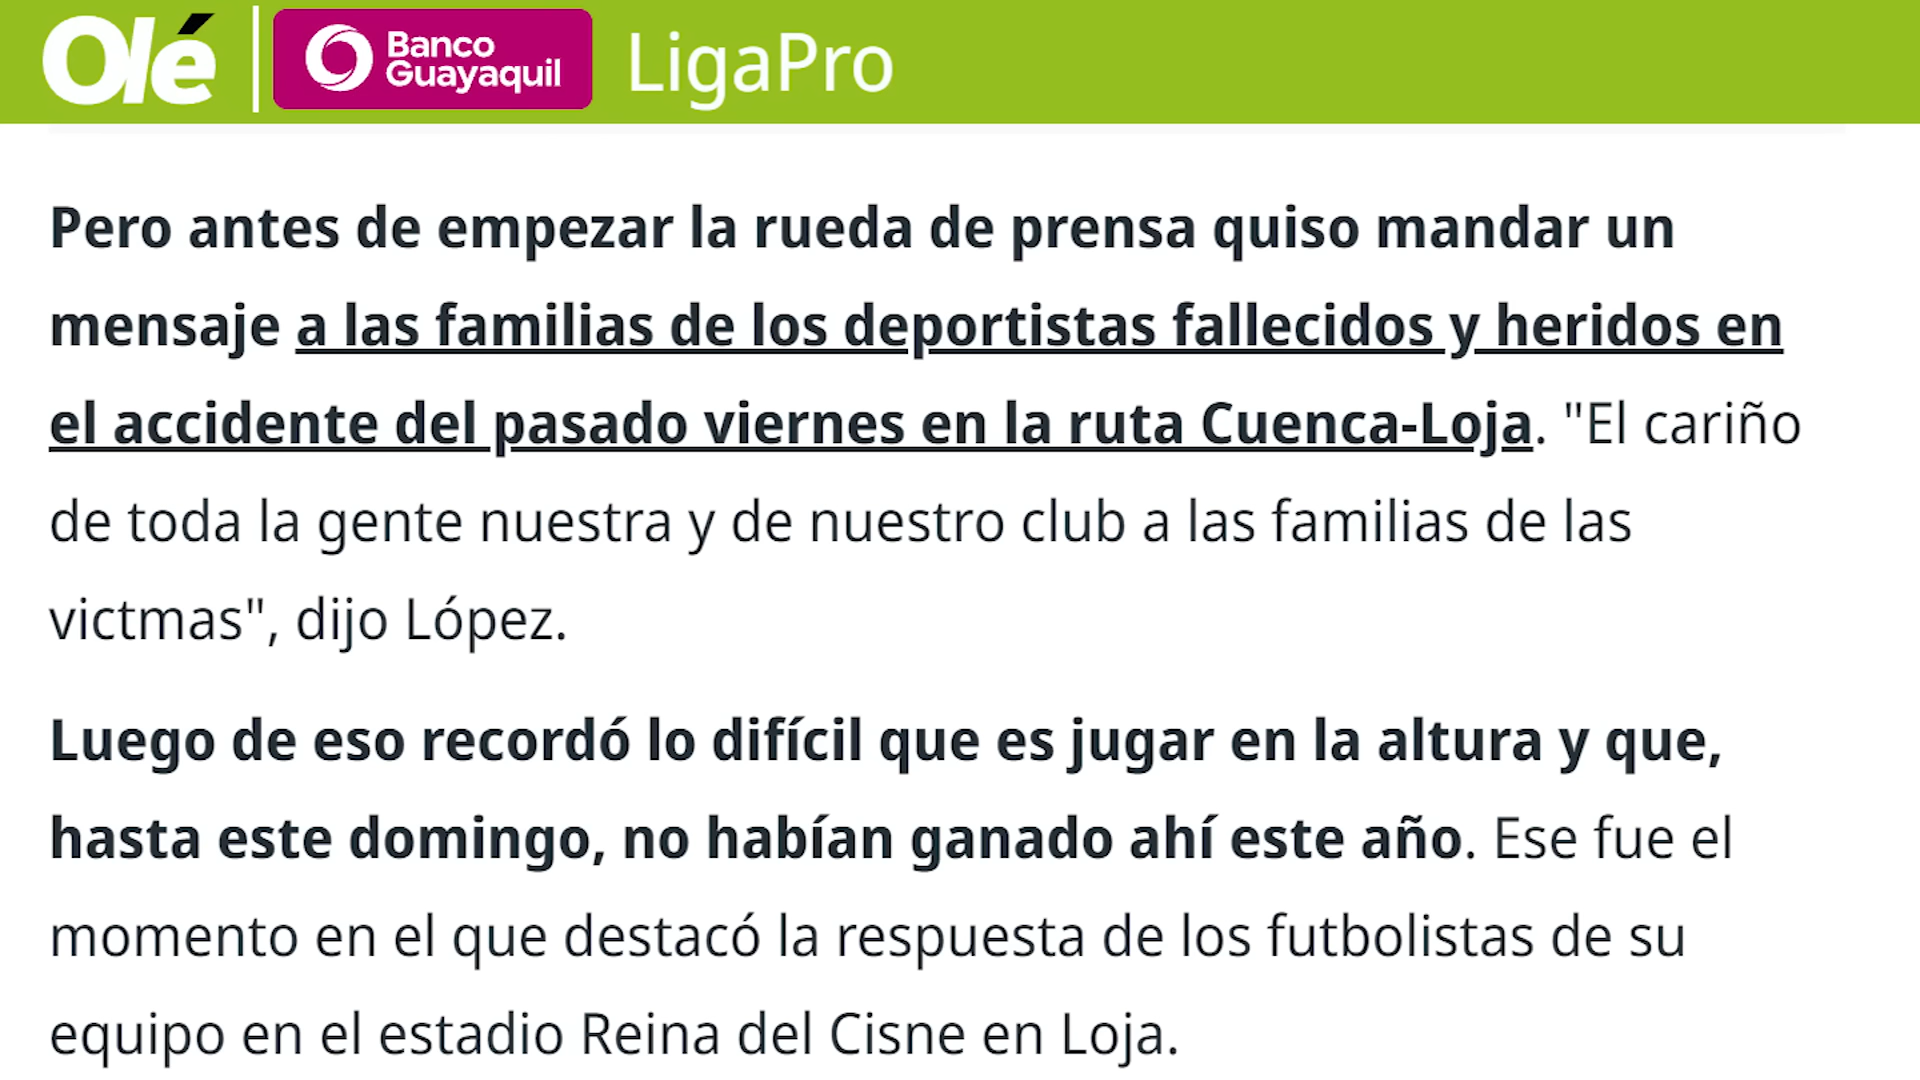 Olé
Banco
Guayaquil
LigaPro
Pero antes de empezar la rueda de prensa quiso mandar un
mensaje a las familias de los deportistas fallecidos y heridos en
el accidente del pasado viernes en la ruta Cuenca-Loja. "El cariño
de toda la gente nuestra y de nuestro club a las familias de las
victmas", dijo López.
Luego de eso recordó lo difícil que es jugar en la altura y que,
hasta este domingo, no habían ganado ahí este año. Ese fue el
momento en el que destacó la respuesta de los futbolistas de su
equipo en el estadio Reina del Cisne en Loja.